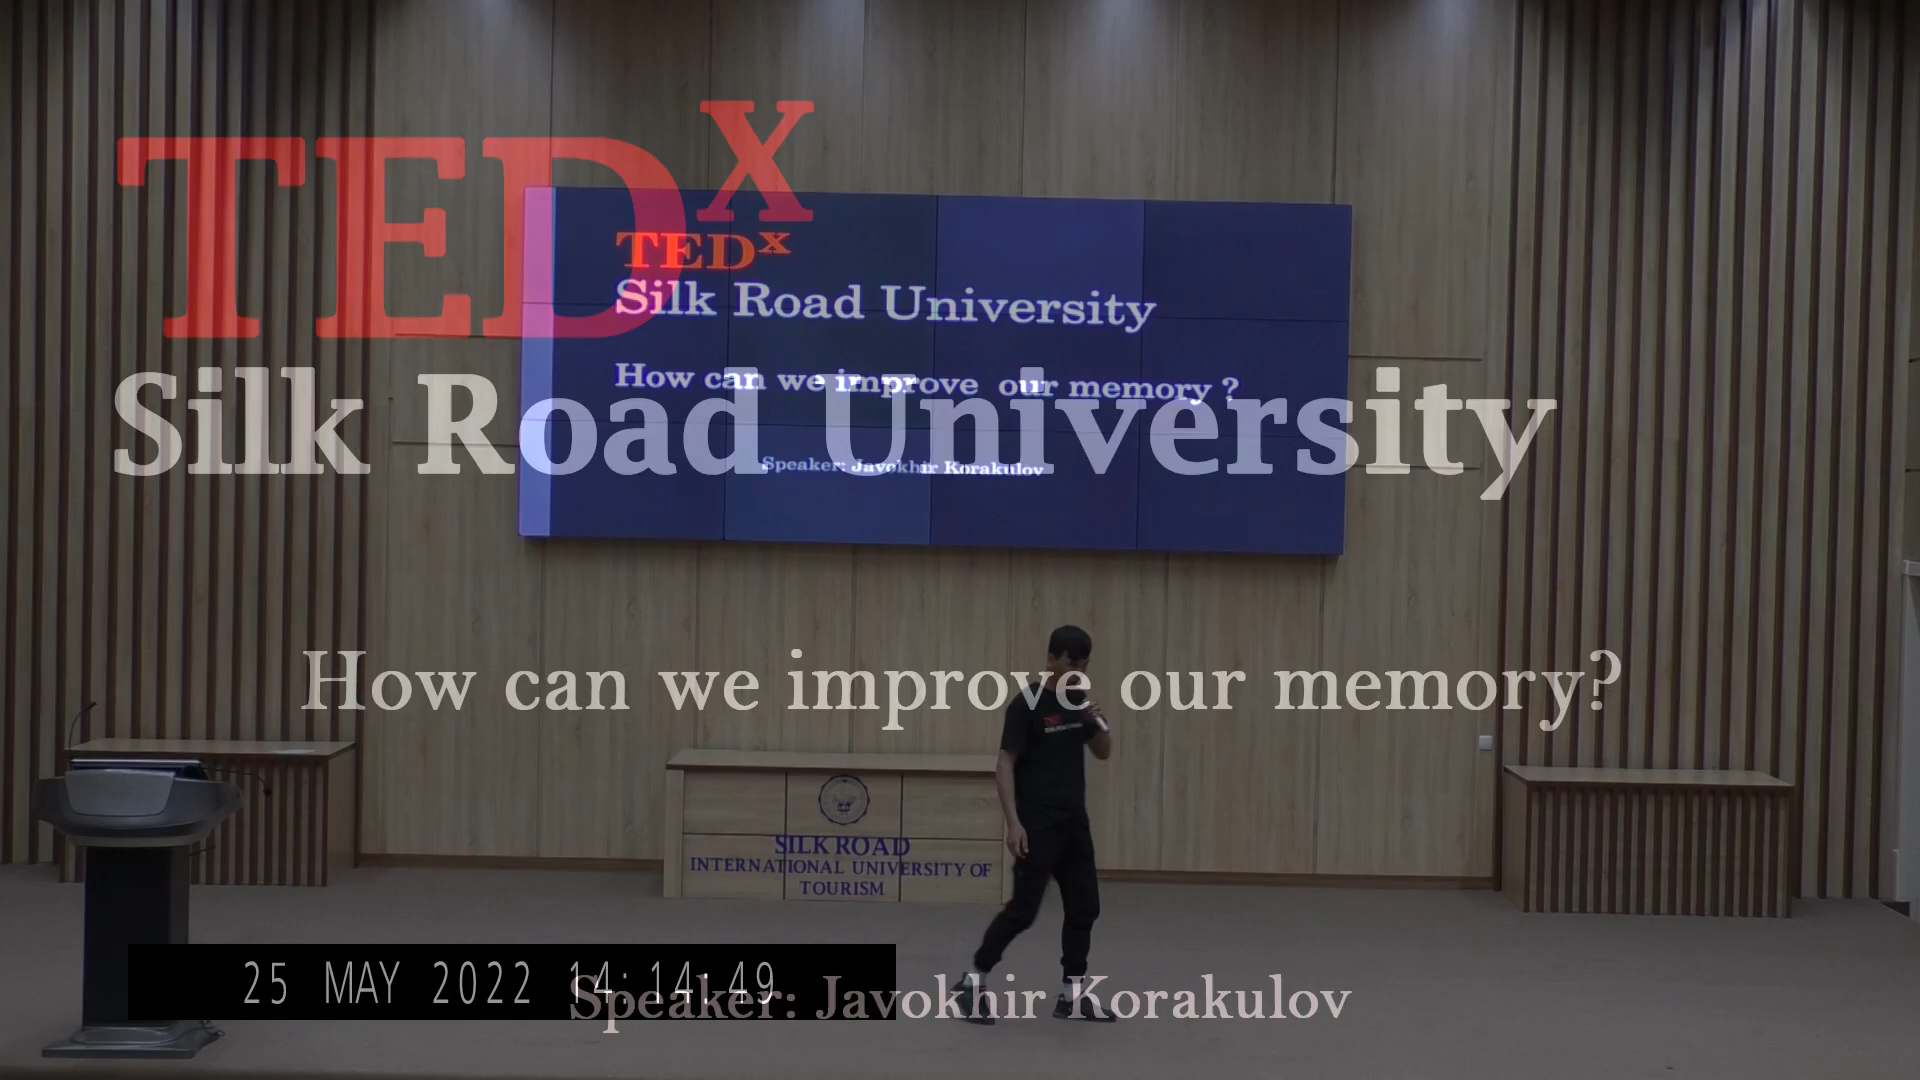 TEDx
Silk Road University
How can we improve our memory?
Speaker: Javokhir Korakulov
TEDx
Silk Road University
How can we improve our memory ?
Speaker: Javokhir Korakulov
SILK ROAD
INTERNATIONAL UNIVERSITY OF
TOURISM
25 MAY 2022 14:14:49